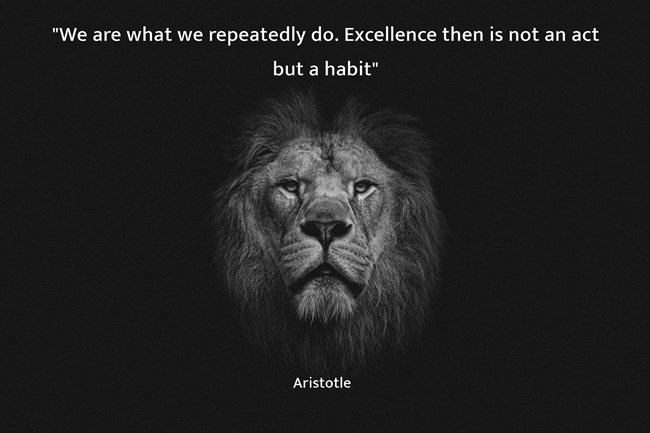 "We are what we repeatedly do. Excellence then is not an act
but a habit"
Aristotle